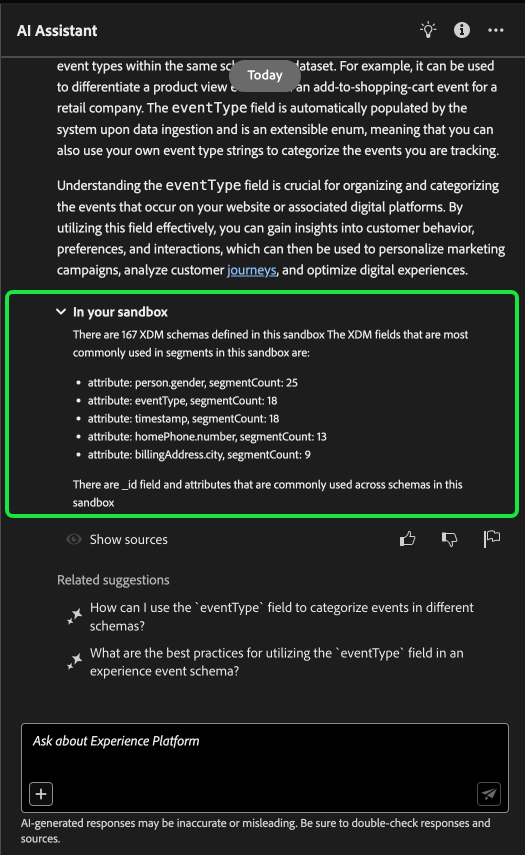 AI Assistant
event types within the same dataset. For example, it can be used
Today
to differentiate a product view an add-to-shopping-cart event for a
retail company. The eventType field is automatically populated by the
system upon data ingestion and is an extensible enum, meaning that you can
also use your own event type strings to categorize the events you are tracking.
Understanding the eventType field is crucial for organizing and categorizing
the events that occur on your website or associated digital platforms. By
utilizing this field effectively, you can gain insights into customer behavior,
preferences, and interactions, which can then be used to personalize marketing
campaigns, analyze customer journeys, and optimize digital experiences.
In your sandbox
There are 167 XDM schemas defined in this sandbox The XDM fields that are most
commonly used in segments in this sandbox are:
• attribute: person.gender, segmentCount: 25
• attribute: eventType, segmentCount: 18
• attribute: timestamp, segmentCount: 18
• attribute: homePhone.number, segmentCount: 13
• attribute: billingAddress.city, segmentCount: 9
There are _id field and attributes that are commonly used across schemas in this
sandbox
Show sources
Related suggestions
How can I use the `eventType` field to categorize events in different
schemas?
What are the best practices for utilizing the `eventType` field in an
experience event schema?
Ask about Experience Platform
AI-generated responses may be inaccurate or misleading. Be sure to double-check responses and
sources.